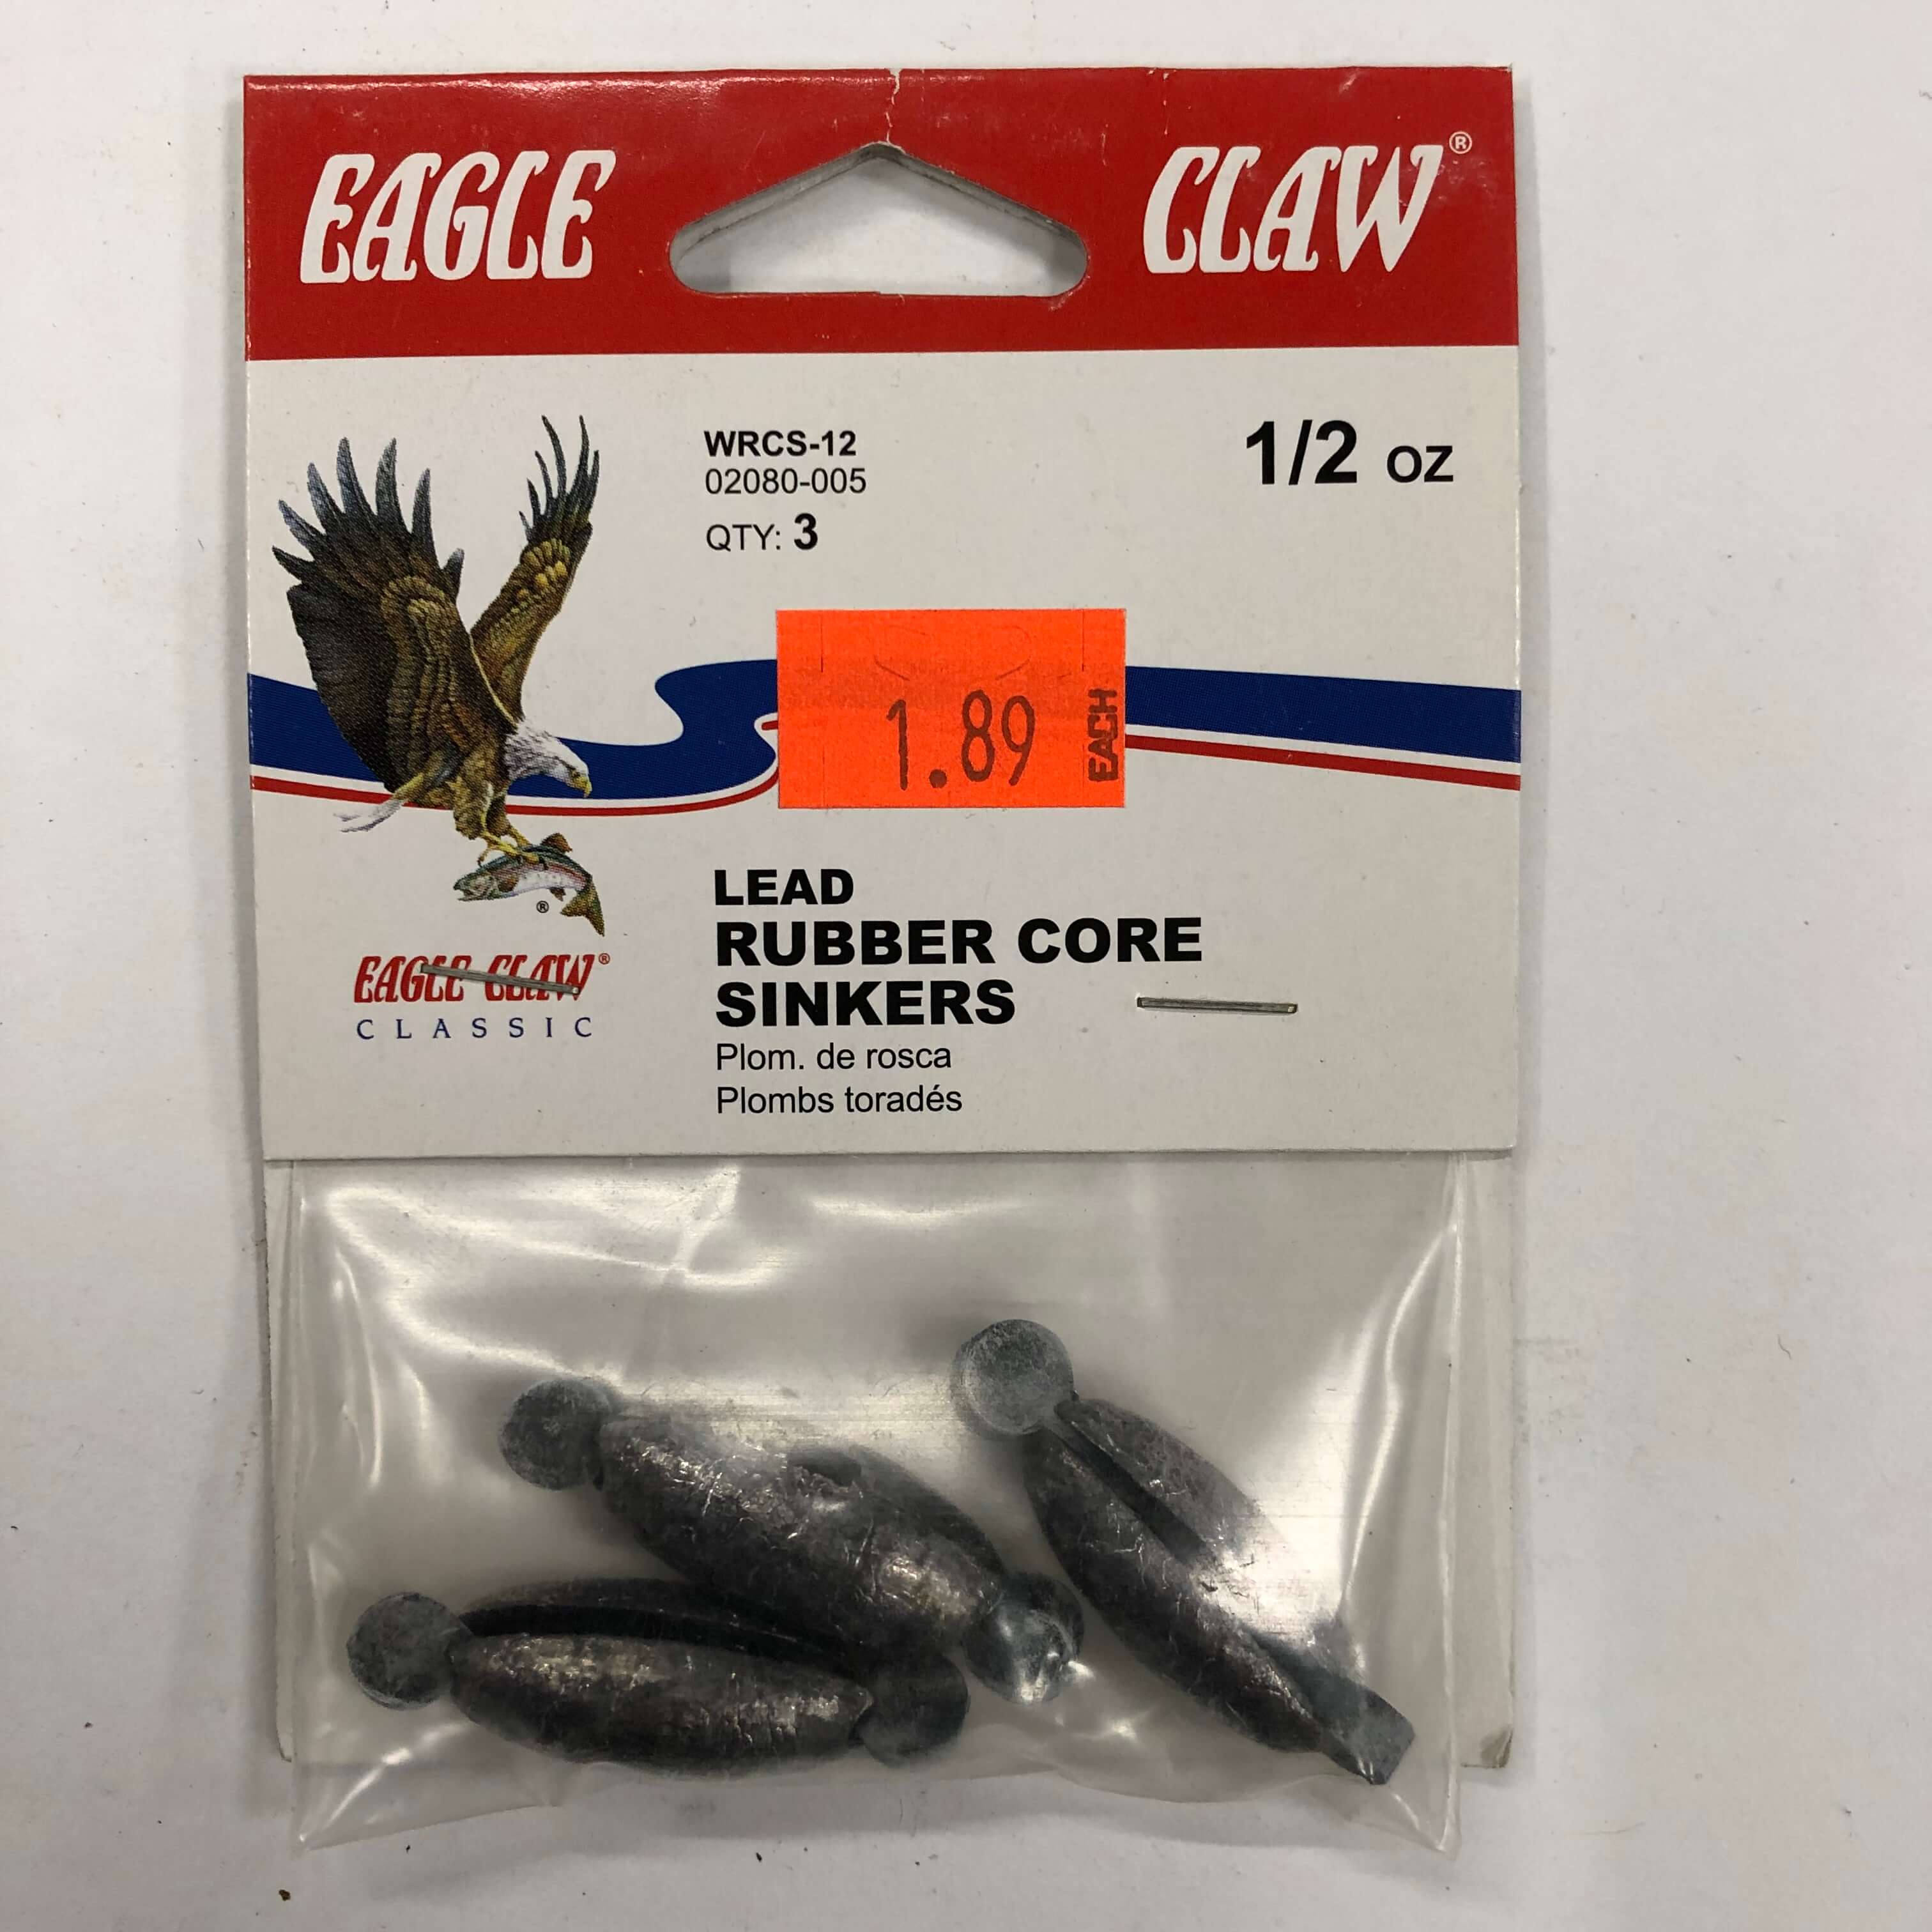 EAGLE CLAW®
WRCS-12
02080-005
QTY: 3
1/2 OZ
1.89 EACH
®
EAGLE CLAW®
CLASSIC
LEAD
RUBBER CORE
SINKERS
Plom. de rosca
Plombs toradés